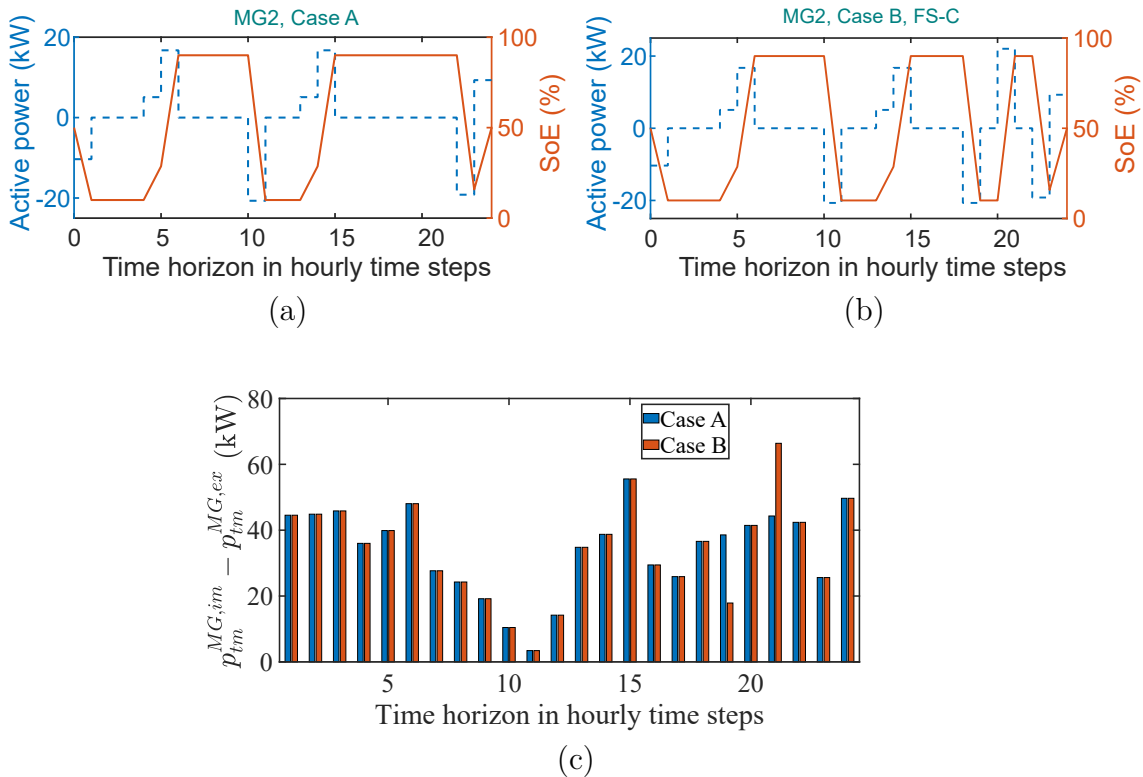 MG2, Case A
Active power (kW)
20
0
-20
100
50
0
SoE (%)
0 5 10 15 20
Time horizon in hourly time steps
(a)
MG2, Case B, FS-C
Active power (kW)
20
0
-20
100
50
0
SoE (%)
0 5 10 15 20
Time horizon in hourly time steps
(b)
p_{tm}^{MG,im} − p_{tm}^{MG,ex} (kW)
80
60
40
20
0
Case A
Case B
5 10 15 20
Time horizon in hourly time steps
(c)